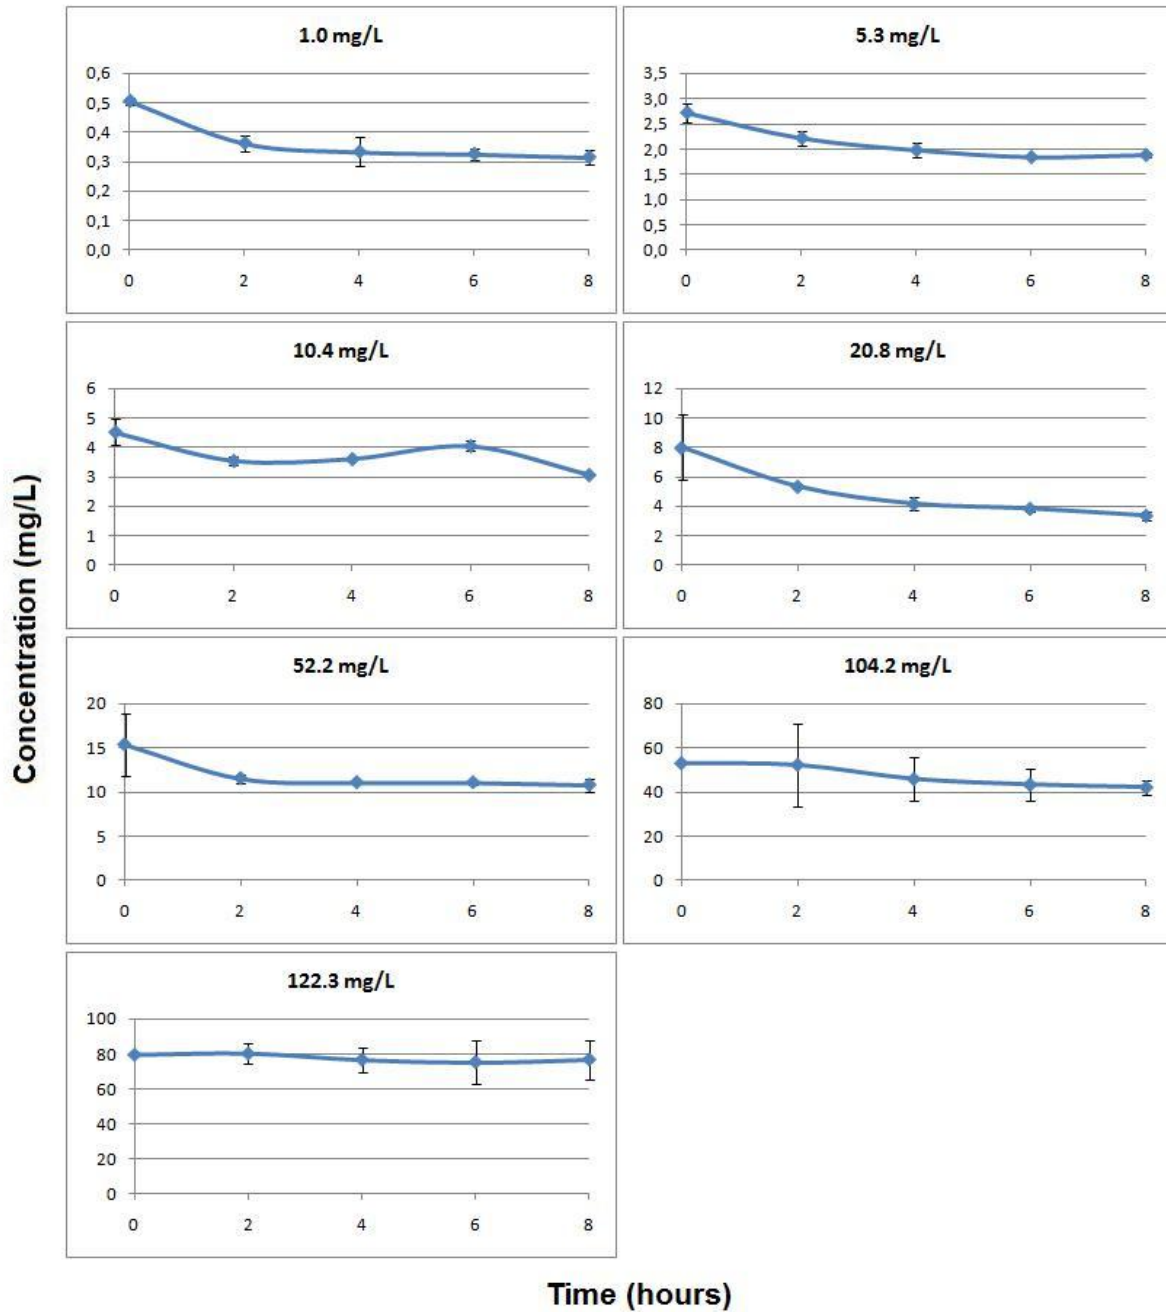 1.0 mg/L
0,6
0,5
0,4
0,3
0,2
0,1
0,0
0 2 4 6 8
5.3 mg/L
3,5
3,0
2,5
2,0
1,5
1,0
0,5
0,0
0 2 4 6 8
10.4 mg/L
6
5
4
3
2
1
0
0 2 4 6 8
20.8 mg/L
12
10
8
6
4
2
0
0 2 4 6 8
52.2 mg/L
20
15
10
5
0
0 2 4 6 8
104.2 mg/L
80
60
40
20
0
0 2 4 6 8
122.3 mg/L
100
80
60
40
20
0
0 2 4 6 8
Concentration (mg/L)
Time (hours)